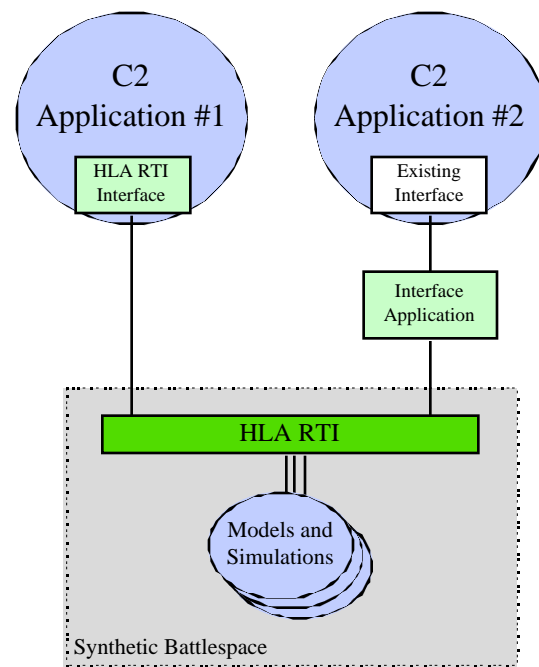 C2
Application #1
HLA RTI
Interface
C2
Application #2
Existing
Interface
Interface
Application
HLA RTI
Models and
Simulations
Synthetic Battlespace